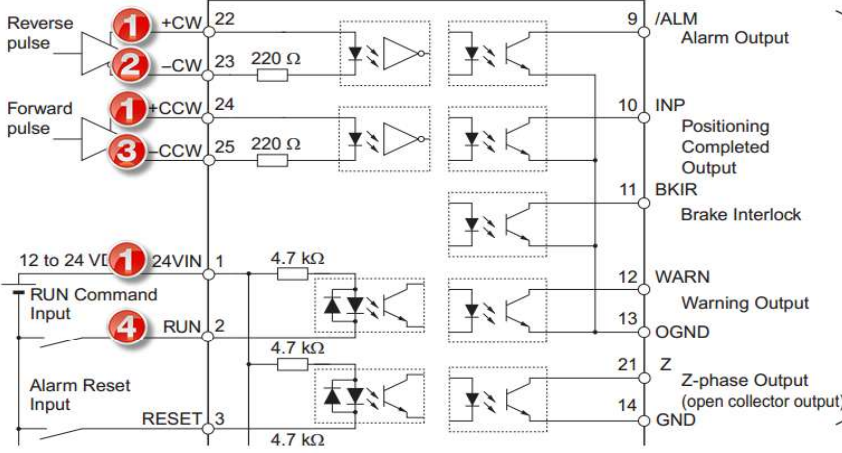 Reverse
pulse
1
+CW
22
2
–CW
23
220 Ω
Forward
pulse
1
+CCW
24
3
–CCW
25
220 Ω
12 to 24 VD
1
24VIN
1
4.7 kΩ
RUN Command
Input
4
RUN
2
4.7 kΩ
Alarm Reset
Input
RESET
3
4.7 kΩ
9
/ALM
Alarm Output
10
INP
Positioning
Completed
Output
11
BKIR
Brake Interlock
12
WARN
Warning Output
13
OGND
21
Z
Z-phase Output
(open collector output)
14
GND